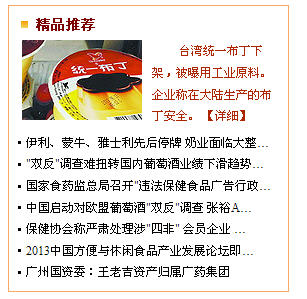 精品推荐
统一布丁
台湾统一布丁下
架，被曝用工业原料。
企业称在大陆生产的布
丁安全。【详细】
伊利、蒙牛、雅士利先后停牌 奶业面临大整…
"双反"调查难扭转国内葡萄酒业绩下滑趋势…
国家食药监总局召开"违法保健食品广告行政…
中国启动对欧盟葡萄酒"双反"调查 张裕A…
保健协会称严肃处理涉"四非" 会员企业 …
2013中国方便与休闲食品产业发展论坛即…
广州国资委：王老吉资产归属广药集团